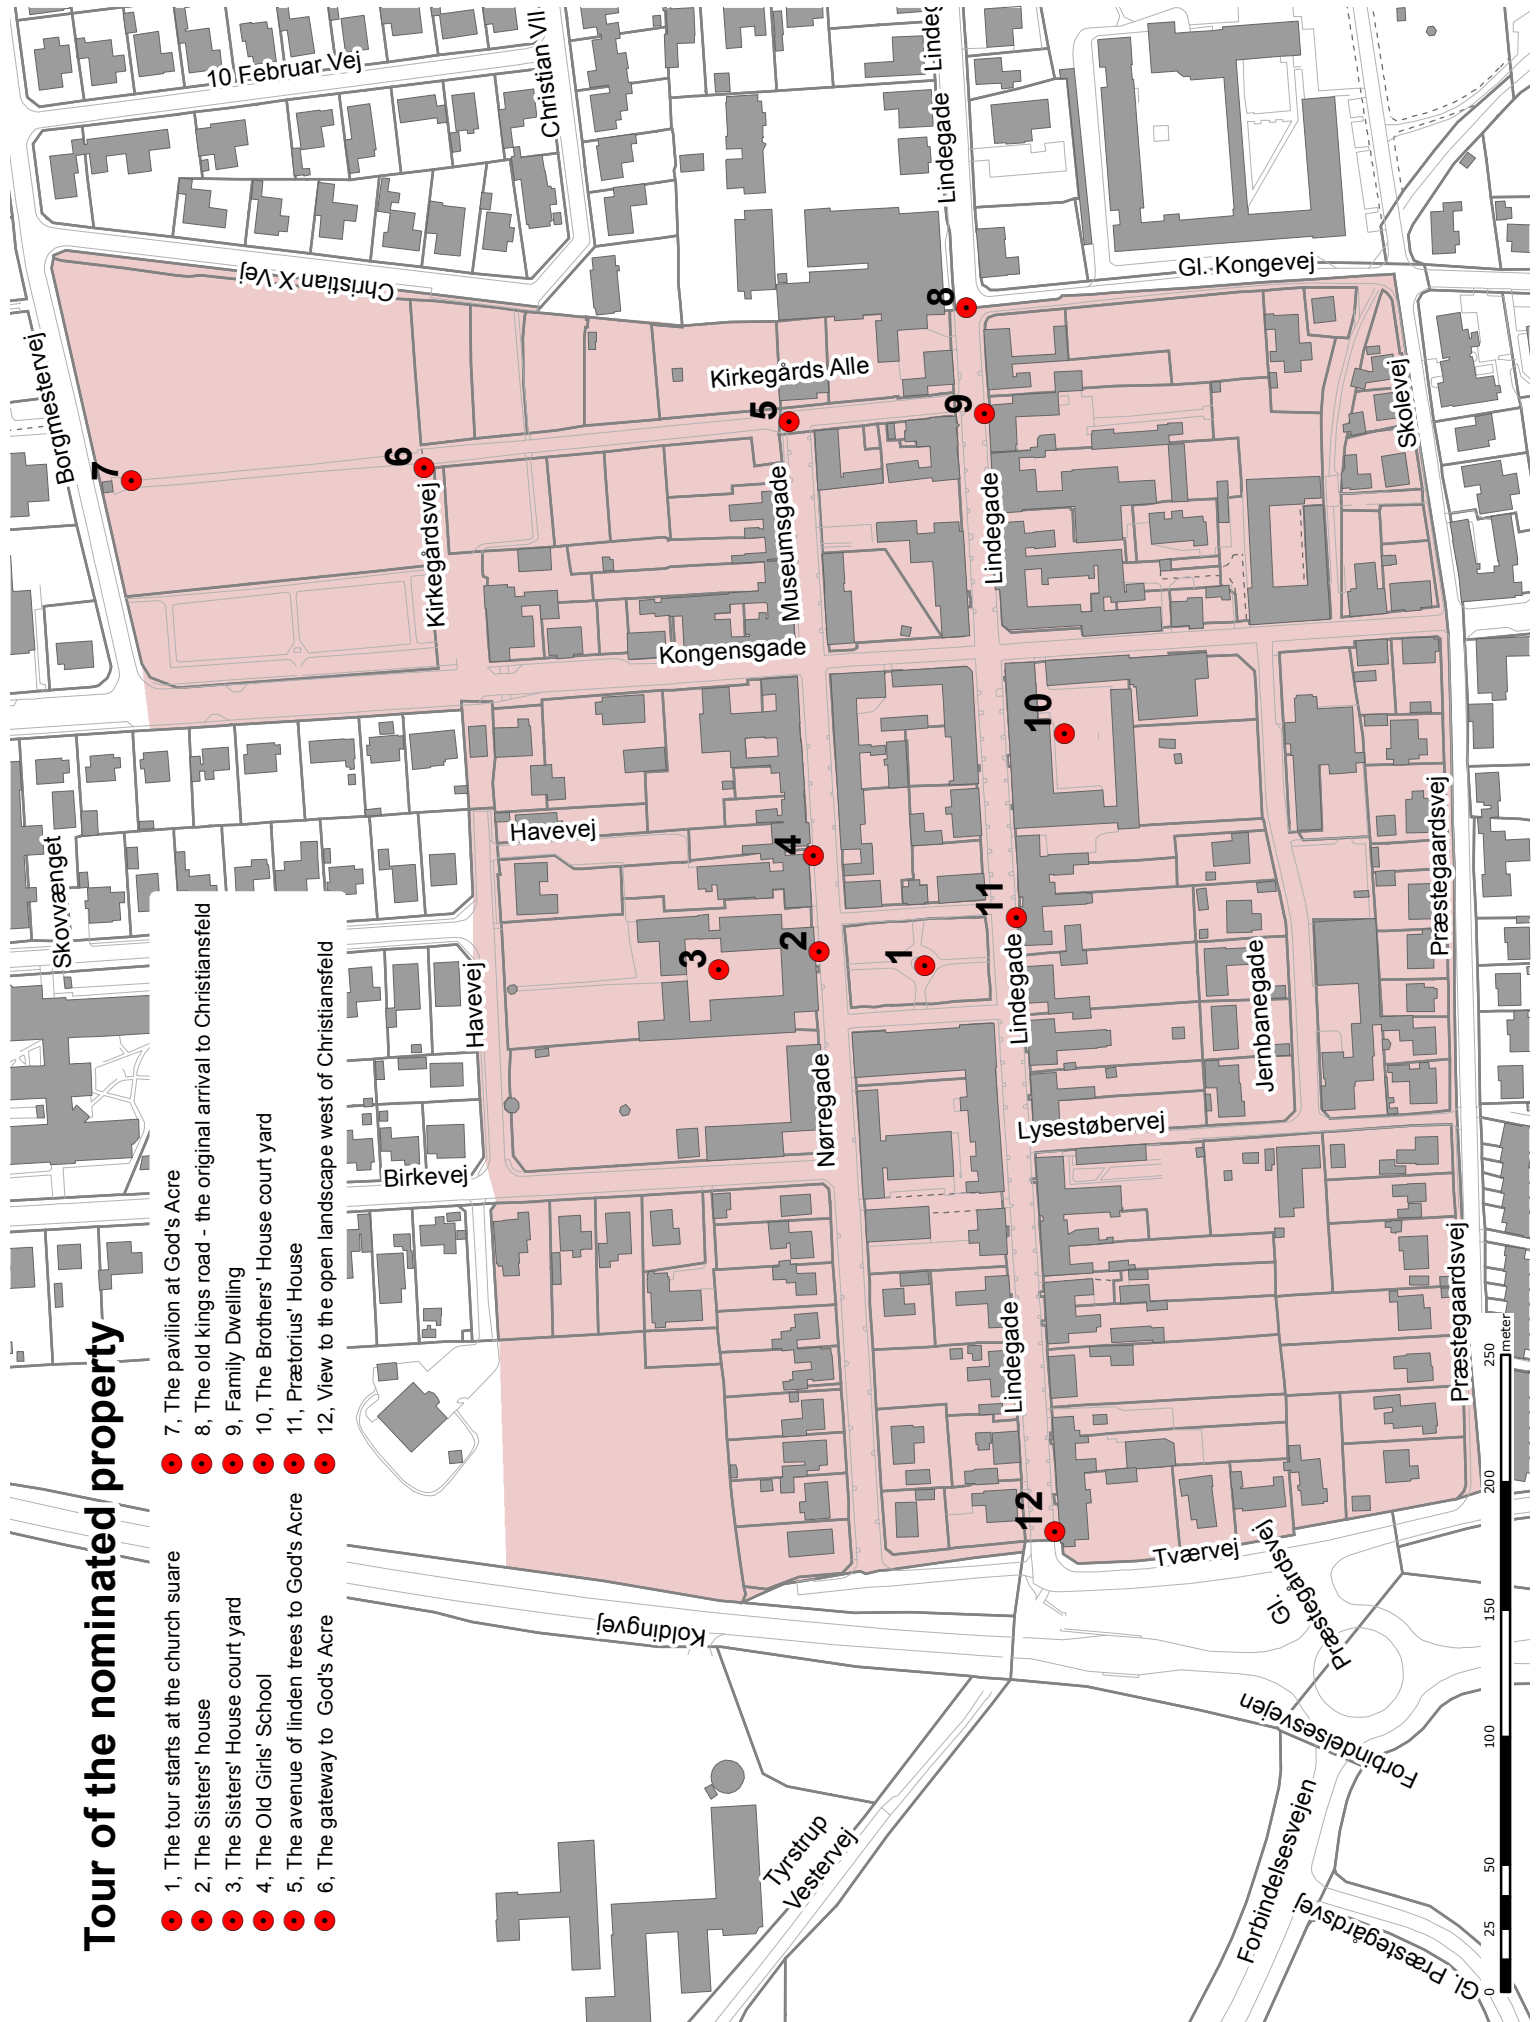 Tour of the nominated property
1, The tour starts at the church suare
2, The Sisters' house
3, The Sisters' House court yard
4, The Old Girls' School
5, The avenue of linden trees to God's Acre
6, The gateway to God's Acre
7, The pavilion at God's Acre
8, The old kings road - the original arrival to Christiansfeld
9, Family Dwelling
10, The Brothers' House court yard
11, Prætorius' House
12, View to the open landscape west of Christiansfeld
Skovvænget
Borgmestervej
10 Februar Vej
Christian VII
Christian X Vej
Havevej
Havevej
Birkevej
Kirkegårdsvej
Kirkegårds Alle
Kongensgade
Museumsgade
Nørregade
Koldingvej
Lindegade
Lindegade
Lindegade
Lindegade
Lindeg
Lindeg
Gl. Kongevej
Skolevej
Lysestøbervej
Jernbanegade
Præstegaardsvej
Præstegaardsvej
Tværvej
Gl.
Præstegårdsvej
Forbindelsesvejen
Forbindelsesvejen
Gl. Præstegårdsvej
Tyrstrup
Vestervej
1
2
3
4
5
6
7
8
9
10
11
12
0 25 50 100 150 200 250
meter